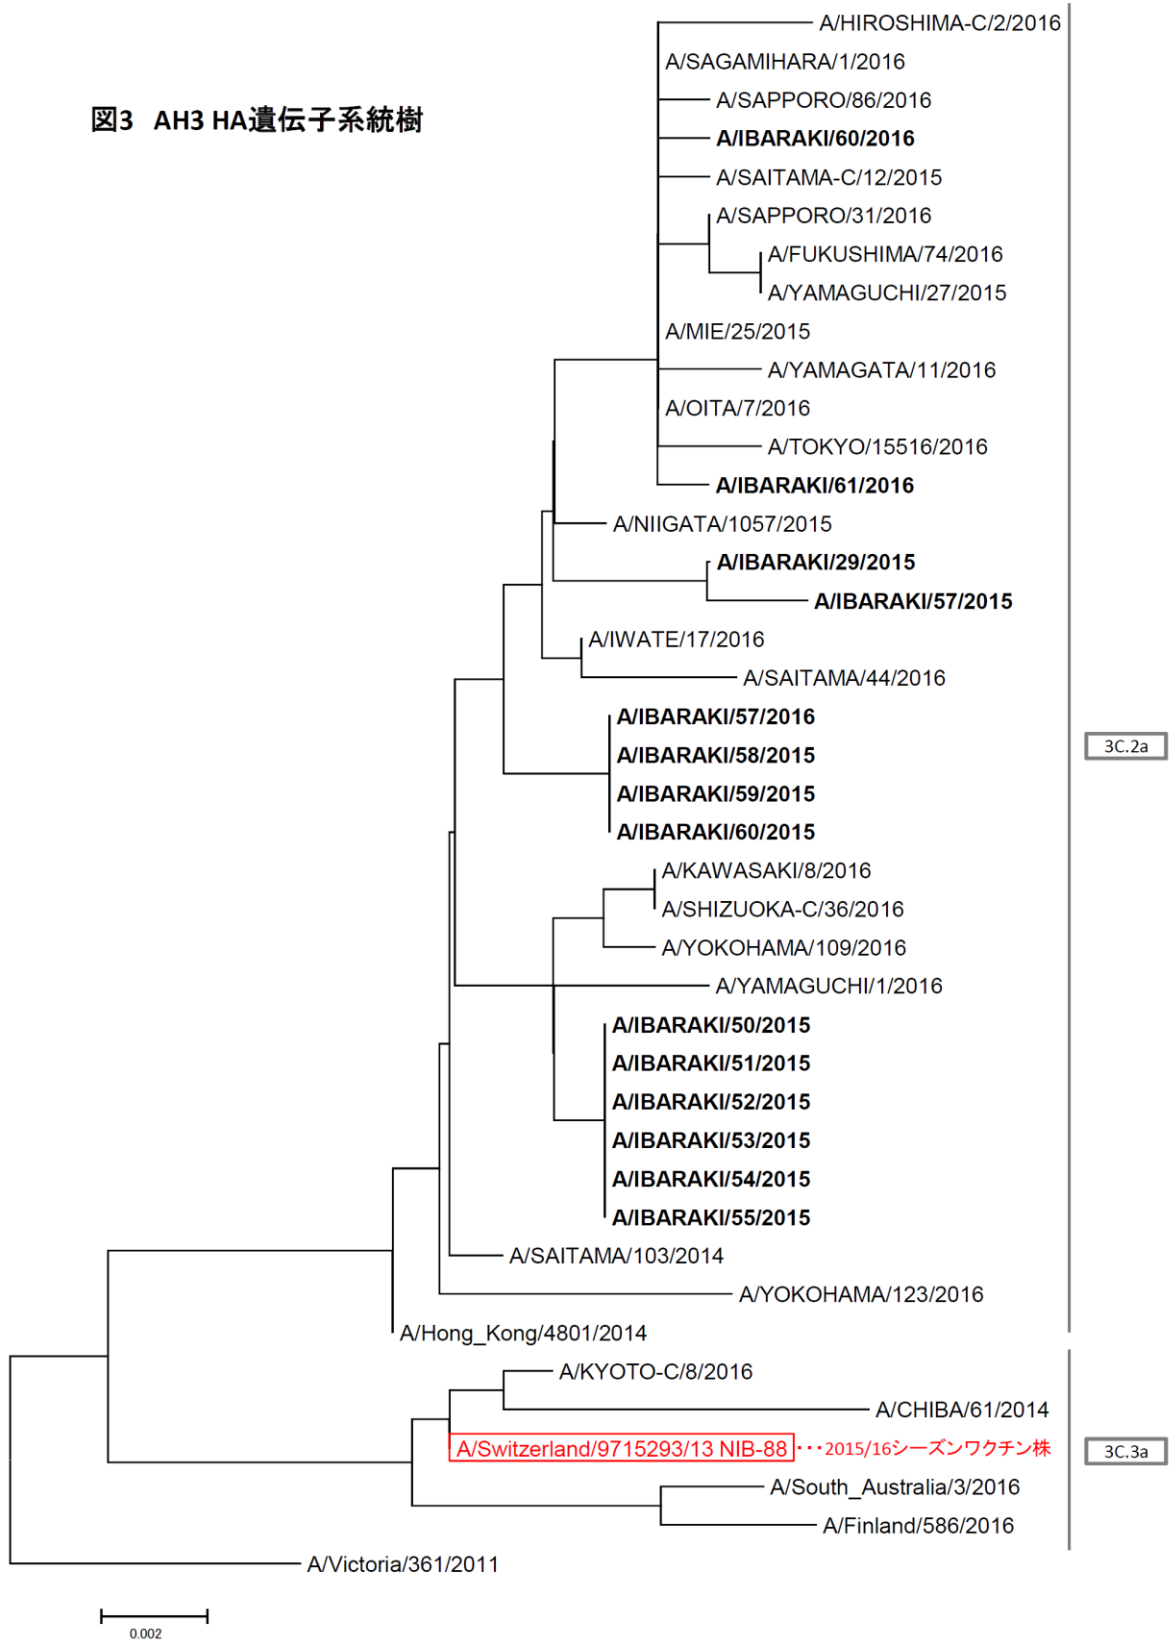 図3 AH3 HA遺伝子系統樹
A/HIROSHIMA-C/2/2016
A/SAGAMIHARA/1/2016
A/SAPPORO/86/2016
A/IBARAKI/60/2016
A/SAITAMA-C/12/2015
A/SAPPORO/31/2016
A/FUKUSHIMA/74/2016
A/YAMAGUCHI/27/2015
A/MIE/25/2015
A/YAMAGATA/11/2016
A/OITA/7/2016
A/TOKYO/15516/2016
A/IBARAKI/61/2016
A/NIIGATA/1057/2015
A/IBARAKI/29/2015
A/IBARAKI/57/2015
A/IWATE/17/2016
A/SAITAMA/44/2016
A/IBARAKI/57/2016
3C.2a
A/IBARAKI/58/2015
A/IBARAKI/59/2015
A/IBARAKI/60/2015
A/KAWASAKI/8/2016
A/SHIZUOKA-C/36/2016
A/YOKOHAMA/109/2016
A/YAMAGUCHI/1/2016
A/IBARAKI/50/2015
A/IBARAKI/51/2015
A/IBARAKI/52/2015
A/IBARAKI/53/2015
A/IBARAKI/54/2015
A/IBARAKI/55/2015
A/SAITAMA/103/2014
A/YOKOHAMA/123/2016
A/Hong_Kong/4801/2014
A/KYOTO-C/8/2016
A/CHIBA/61/2014
A/Switzerland/9715293/13 NIB-88 ・・・2015/16シーズンワクチン株
3C.3a
A/South_Australia/3/2016
A/Finland/586/2016
A/Victoria/361/2011
0.002